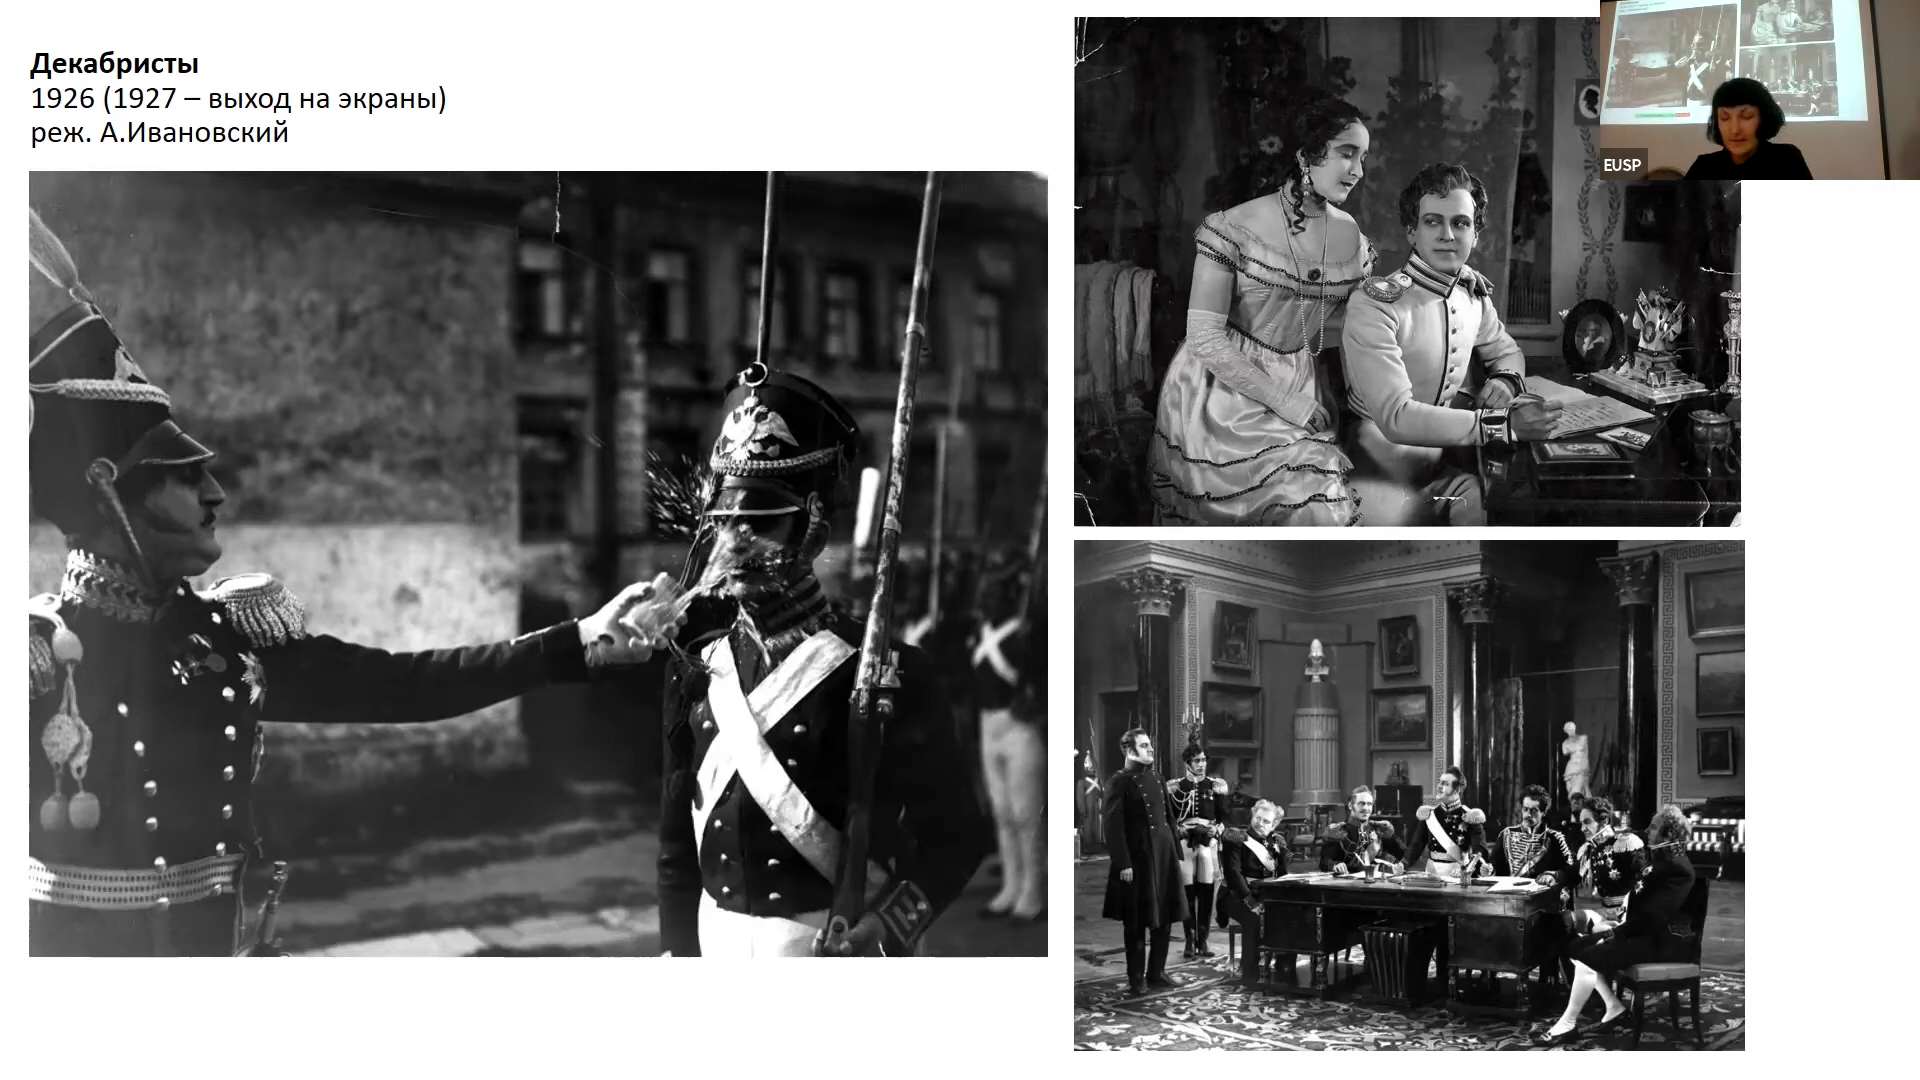 Декабристы
1926 (1927 – выход на экраны)
реж. А.Ивановский
EUSP